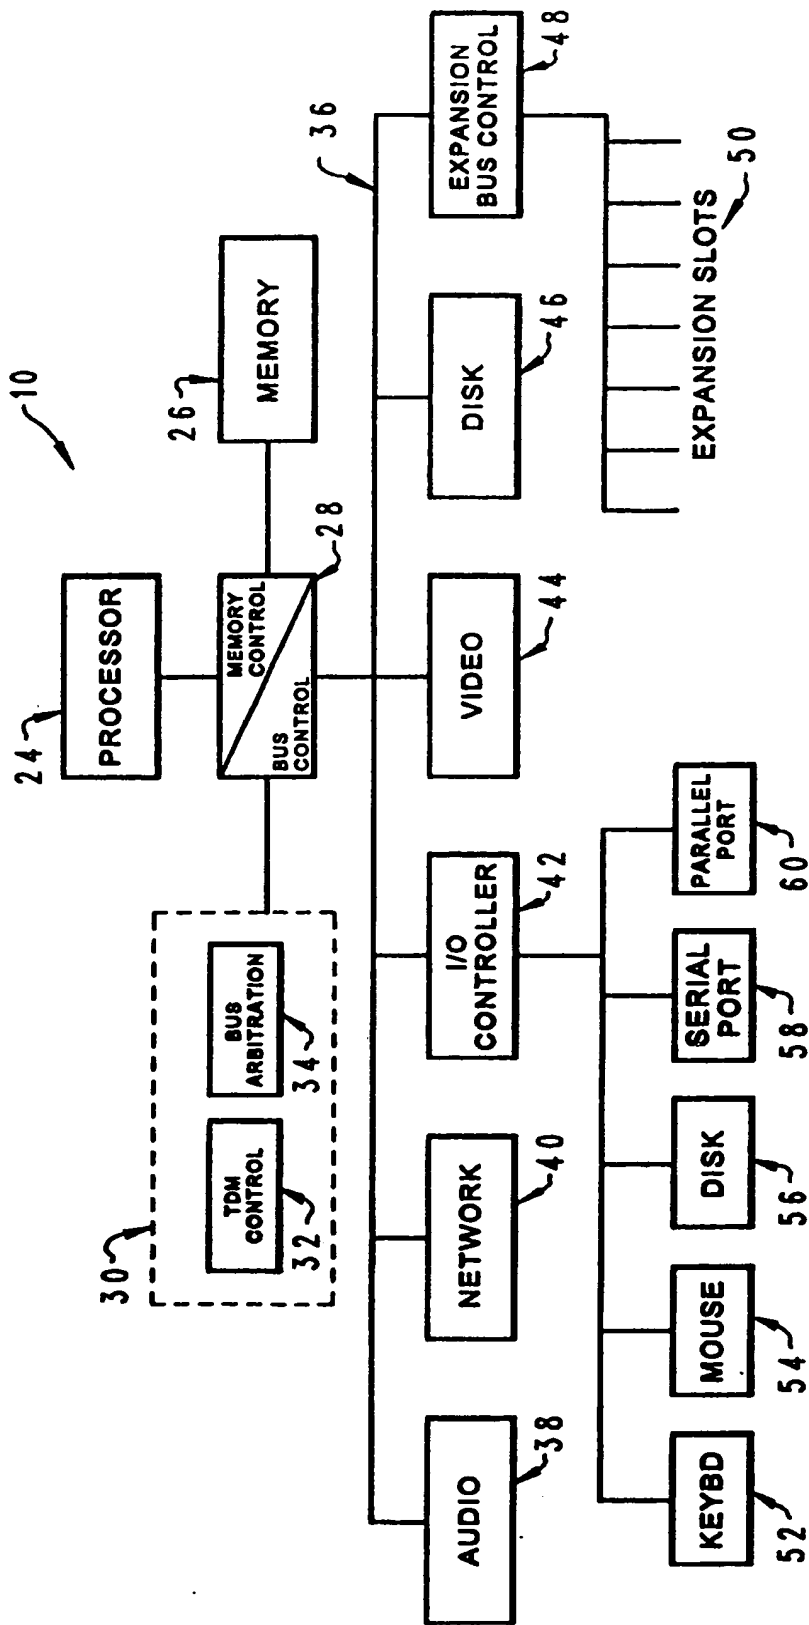 10
24
PROCESSOR
26
MEMORY
MEMORY
CONTROL
BUS
CONTROL
28
30
TDM
CONTROL
32
BUS
ARBITRATION
34
36
AUDIO
38
NETWORK
40
I/O
CONTROLLER
42
VIDEO
44
DISK
46
EXPANSION
BUS CONTROL
48
EXPANSION SLOTS
50
KEYBD
52
MOUSE
54
DISK
56
SERIAL
PORT
58
PARALLEL
PORT
60